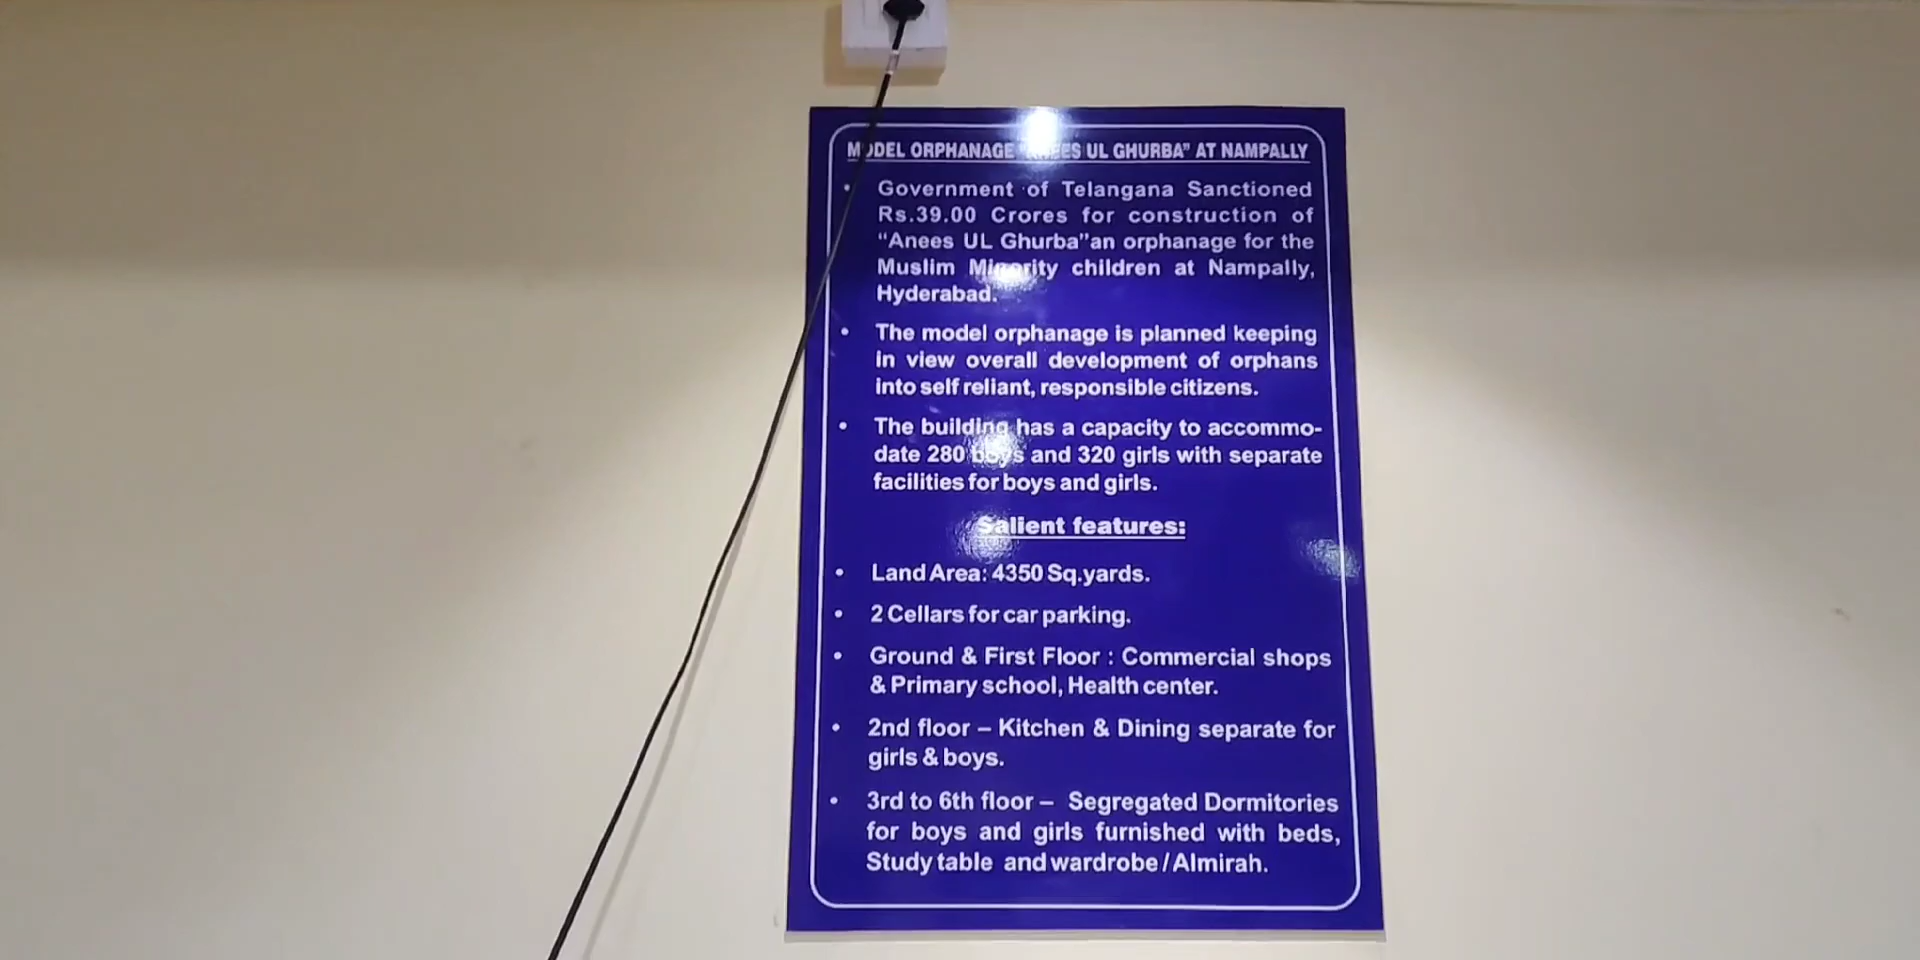 MODEL ORPHANAGE "ANEES UL GHURBA" AT NAMPALLY
• Government of Telangana Sanctioned
Rs.39.00 Crores for construction of
“Anees UL Ghurba”an orphanage for the
Muslim Minority children at Nampally,
Hyderabad.
• The model orphanage is planned keeping
in view overall development of orphans
into self reliant, responsible citizens.
• The building has a capacity to accommo-
date 280 boys and 320 girls with separate
facilities for boys and girls.
Salient features:
• Land Area: 4350 Sq.yards.
• 2 Cellars for car parking.
• Ground & First Floor : Commercial shops
& Primary school, Health center.
• 2nd floor – Kitchen & Dining separate for
girls & boys.
• 3rd to 6th floor – Segregated Dormitories
for boys and girls furnished with beds,
Study table and wardrobe / Almirah.